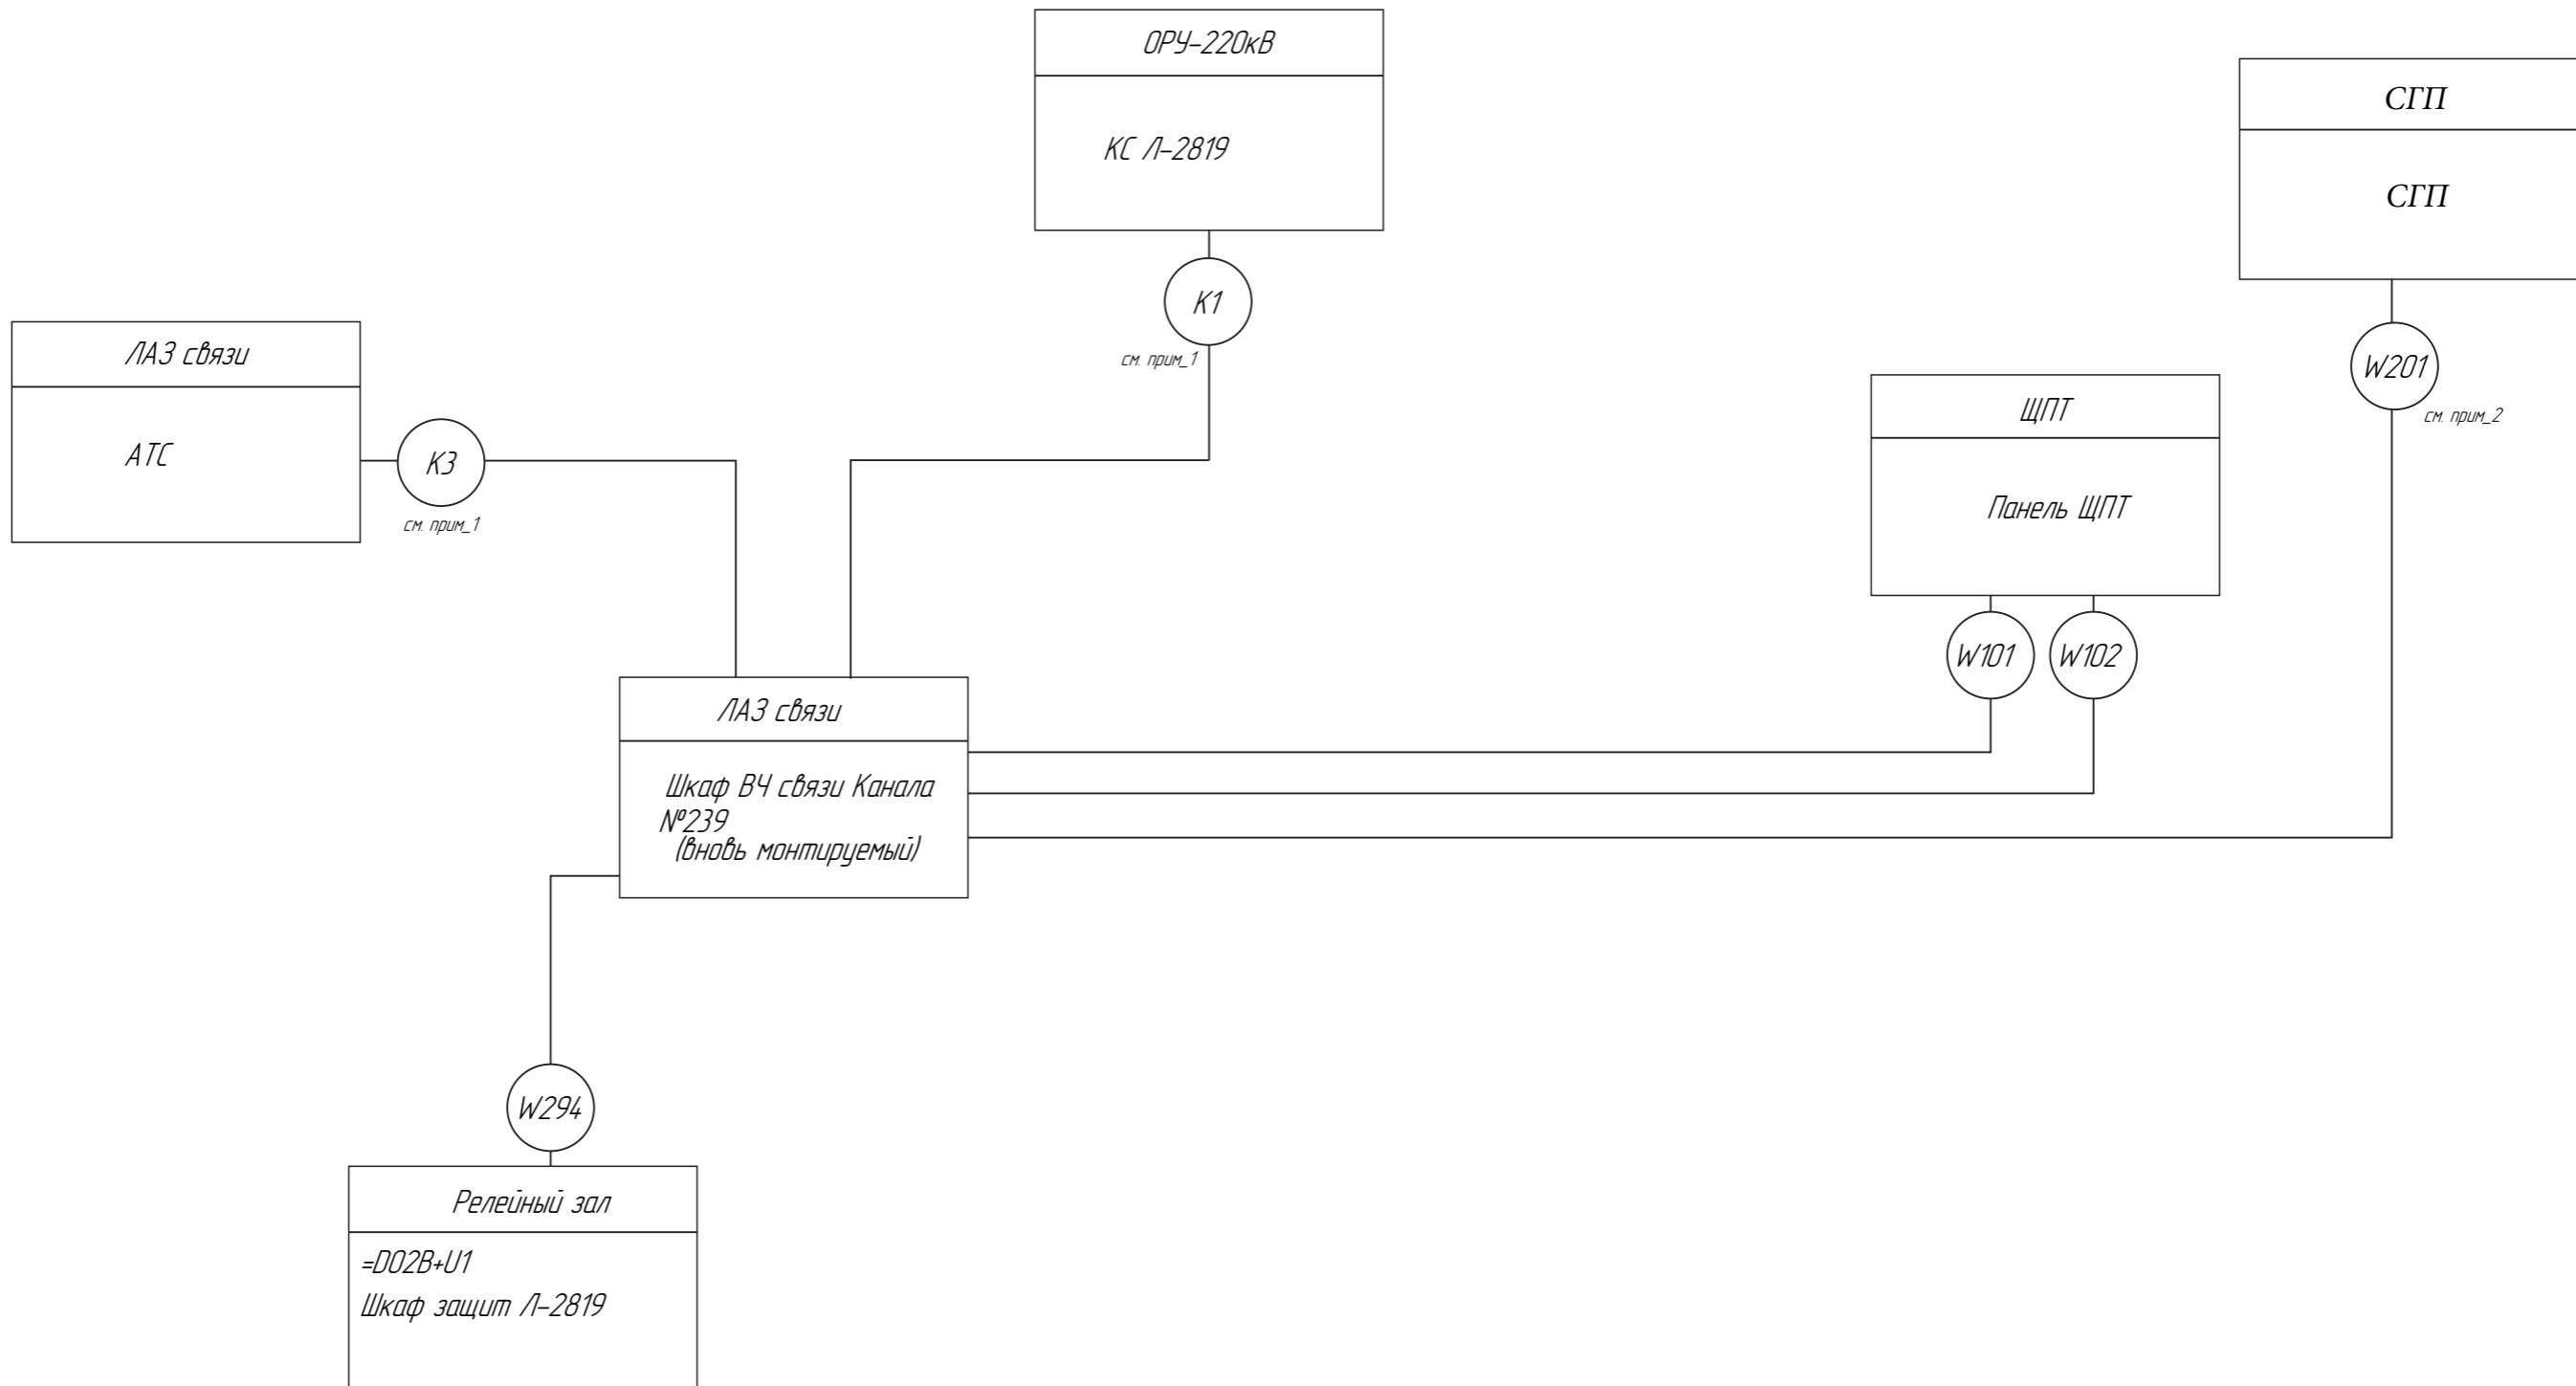 ОРУ-220кВ
КС Л-2819
К1
см. прим_1
СГП
СГП
W201
см. прим_2
ЛАЗ связи
АТС
К3
см. прим_1
ЩПТ
Панель ЩПТ
W101
W102
ЛАЗ связи
Шкаф ВЧ связи Канала
№239
(вновь монтируемый)
W294
Релейный зал
=D02B+U1
Шкаф защит Л-2819